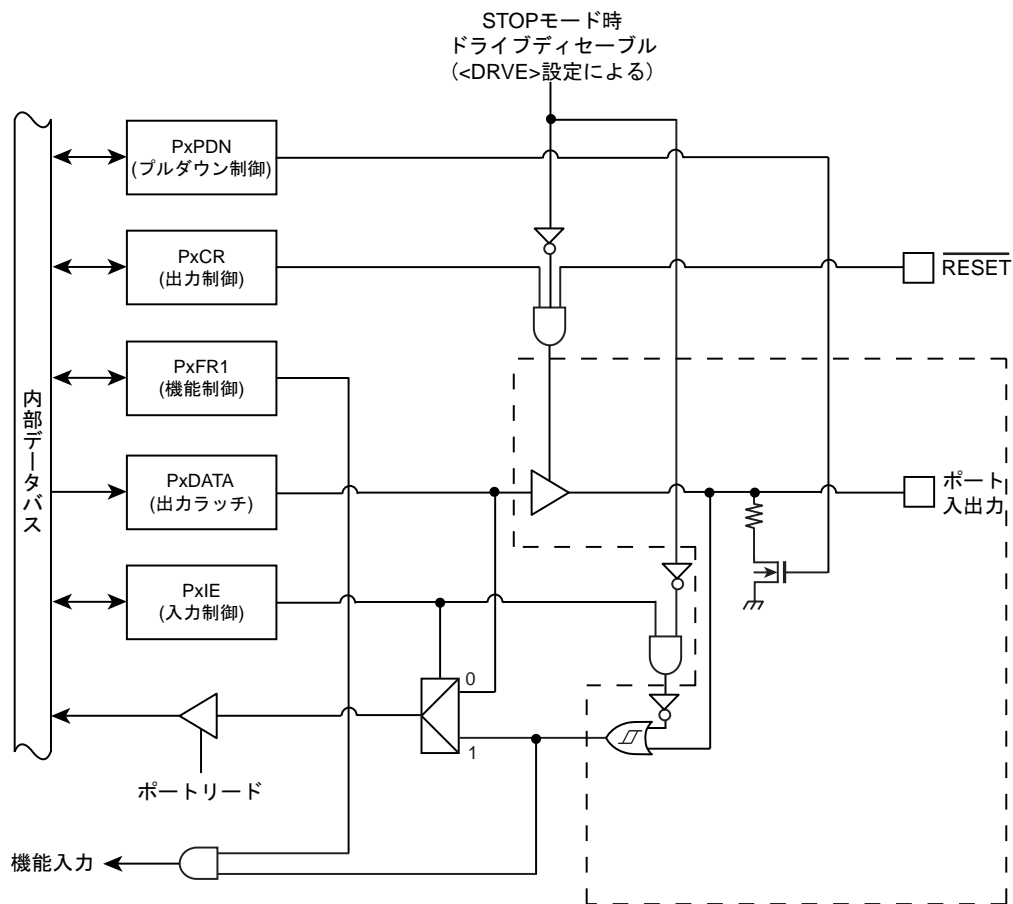 STOPモード時
ドライブディセーブル
(<DRVE>設定による)
PxPDN
(プルダウン制御)
PxCR
(出力制御)
RESET
PxFR1
(機能制御)
内部データバス
PxDATA
(出力ラッチ)
ポート
入出力
PxIE
(入力制御)
0
1
ポートリード
機能入力